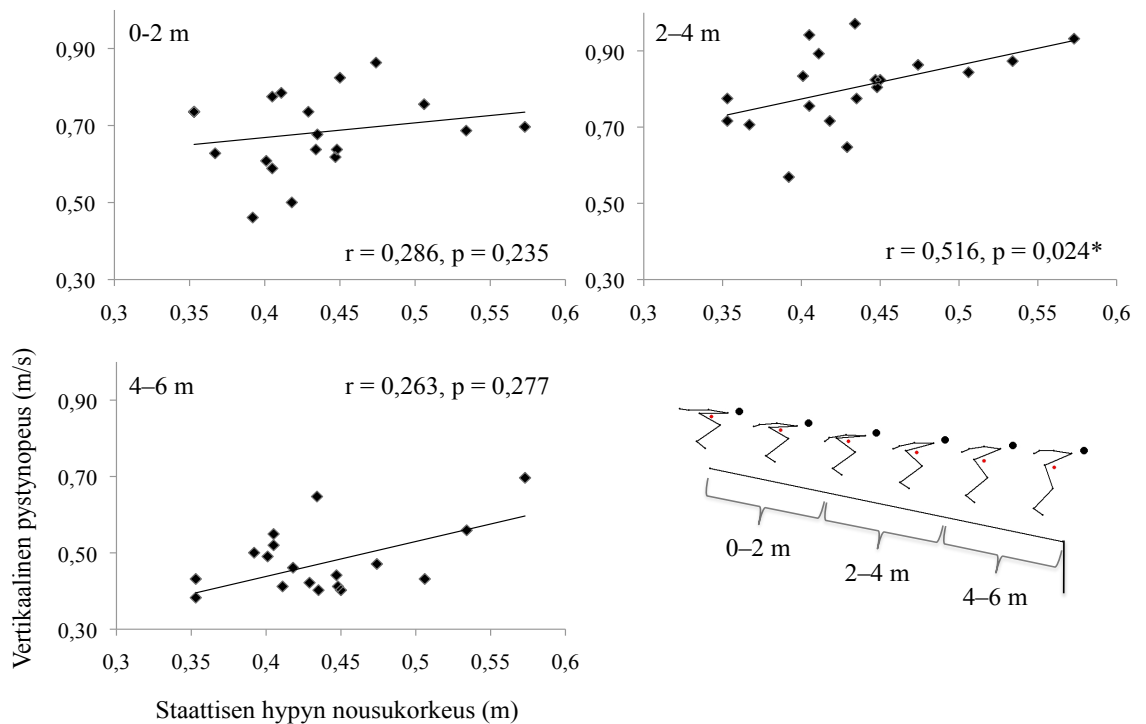 0-2 m
0,90
0,70
0,50
0,30
r = 0,286, p = 0,235
0,3 0,35 0,4 0,45 0,5 0,55 0,6
2–4 m
0,90
0,70
0,50
0,30
r = 0,516, p = 0,024*
0,3 0,35 0,4 0,45 0,5 0,55 0,6
Vertikaalinen pystynopeus (m/s)
4–6 m
r = 0,263, p = 0,277
0,90
0,70
0,50
0,30
0,3 0,35 0,4 0,45 0,5 0,55 0,6
Staattisen hypyn nousukorkeus (m)
0–2 m
2–4 m
4–6 m